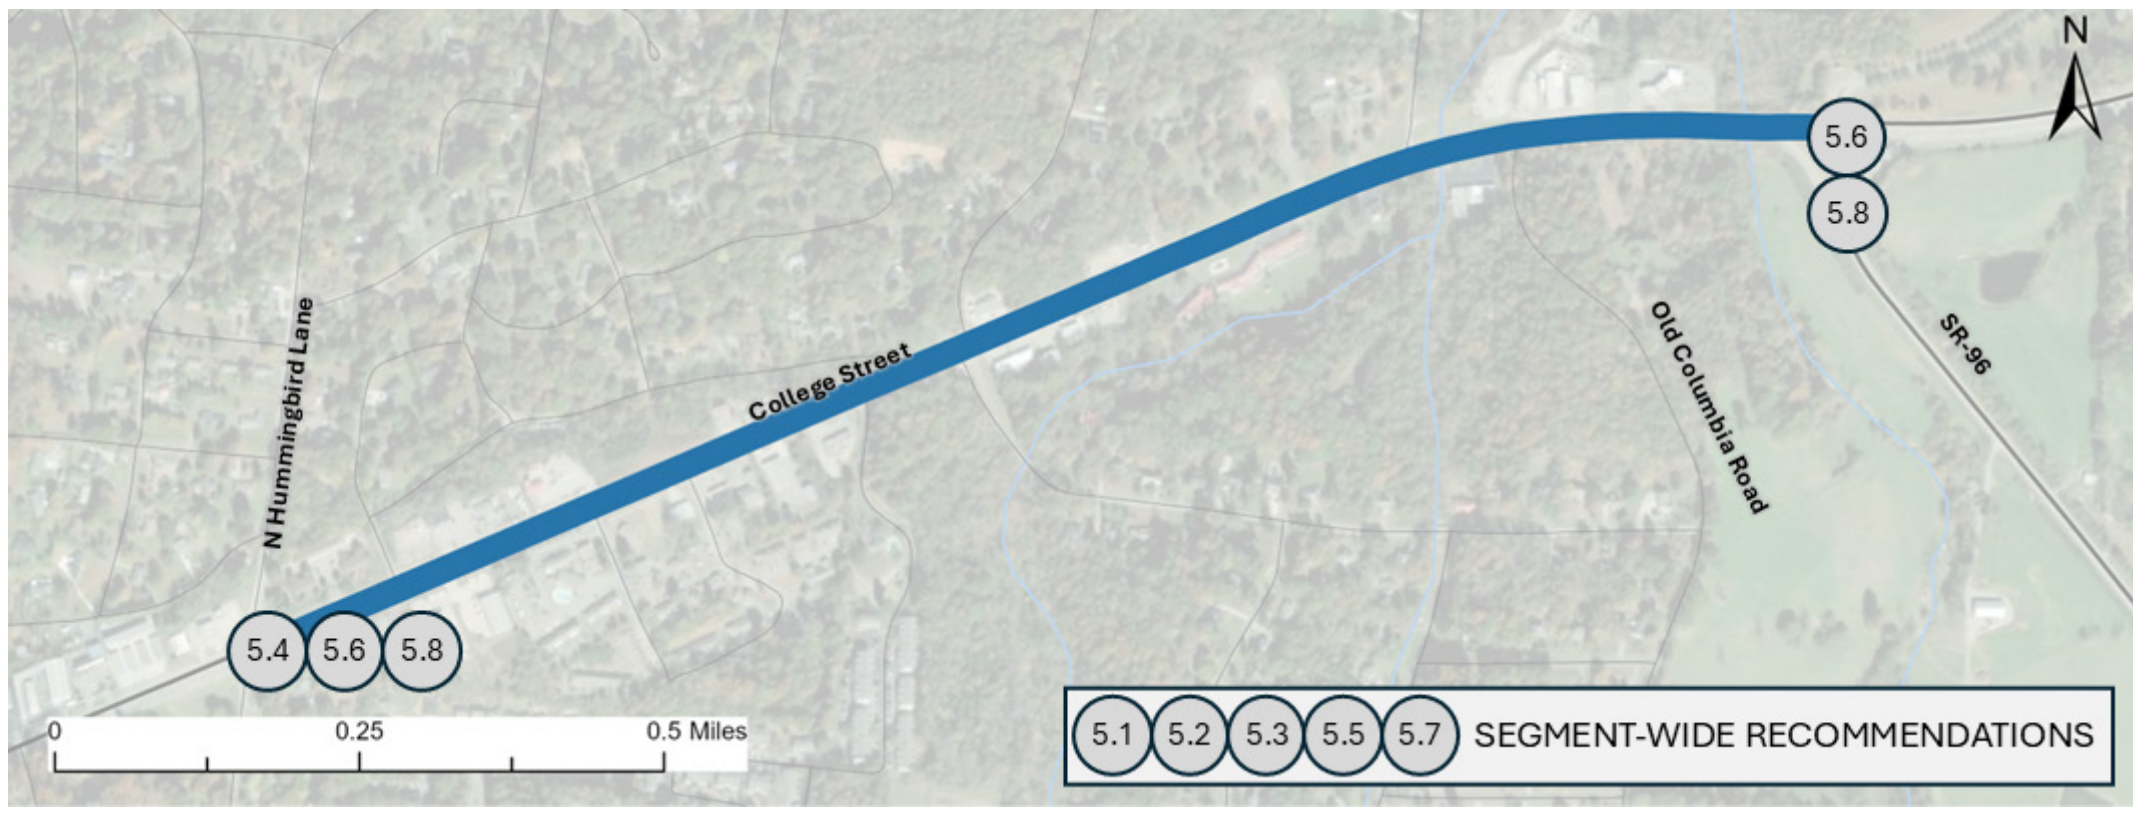 N
5.6
5.8
N Hummingbird Lane
College Street
Old Columbia Road
SR-96
5.4 5.6 5.8
0 0.25 0.5 Miles
5.1 5.2 5.3 5.5 5.7 SEGMENT-WIDE RECOMMENDATIONS